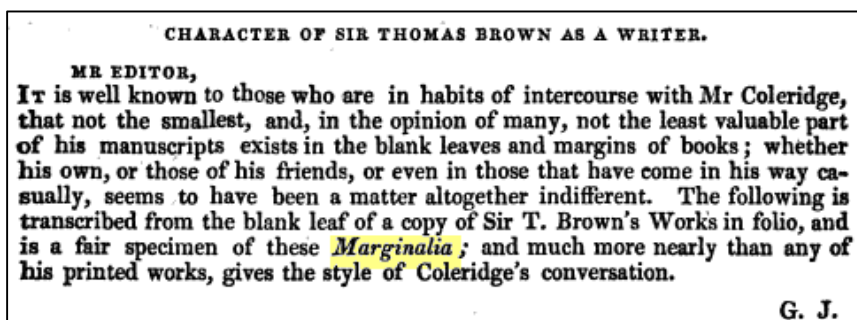 CHARACTER OF SIR THOMAS BROWN AS A WRITER.
MR EDITOR,
IT is well known to those who are in habits of intercourse with Mr Coleridge,
that not the smallest, and, in the opinion of many, not the least valuable part
of his manuscripts exists in the blank leaves and margins of books; whether
his own, or those of his friends, or even in those that have come in his way ca-
sually, seems to have been a matter altogether indifferent. The following is
transcribed from the blank leaf of a copy of Sir T. Brown's Works in folio, and
is a fair specimen of these Marginalia; and much more nearly than any of
his printed works, gives the style of Coleridge's conversation.
G. J.